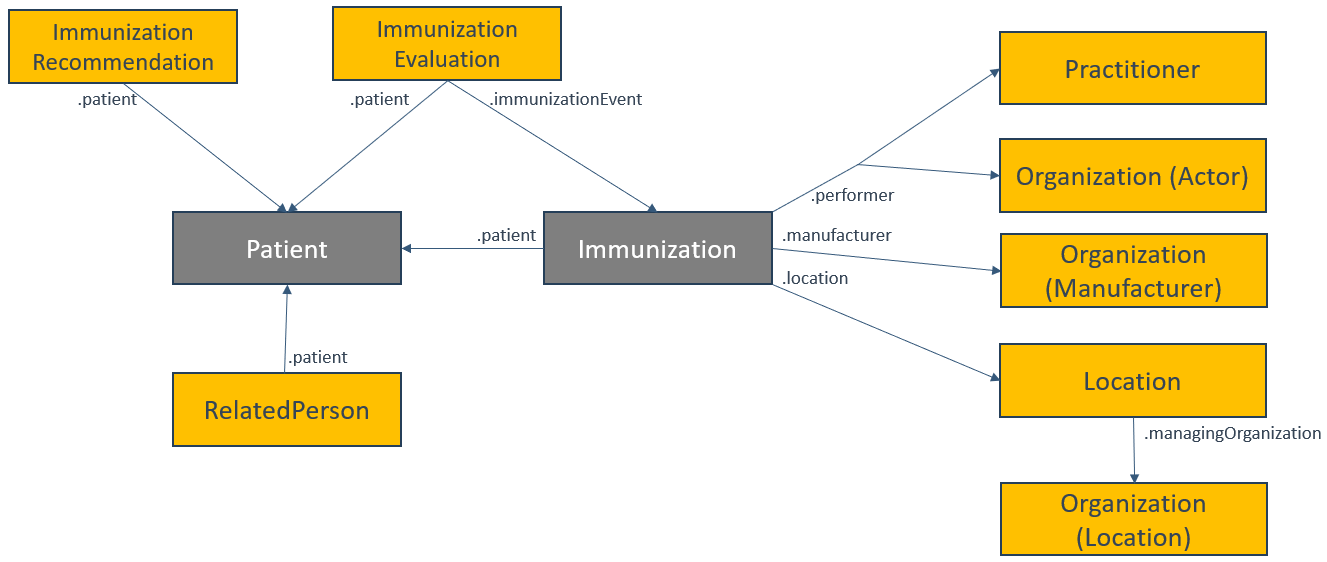 Immunization
Recommendation
Immunization
Evaluation
.patient
.patient
.immunizationEvent
Practitioner
Organization (Actor)
.performer
Patient
.patient
Immunization
.manufacturer
.location
Organization
(Manufacturer)
.patient
RelatedPerson
Location
.managingOrganization
Organization
(Location)